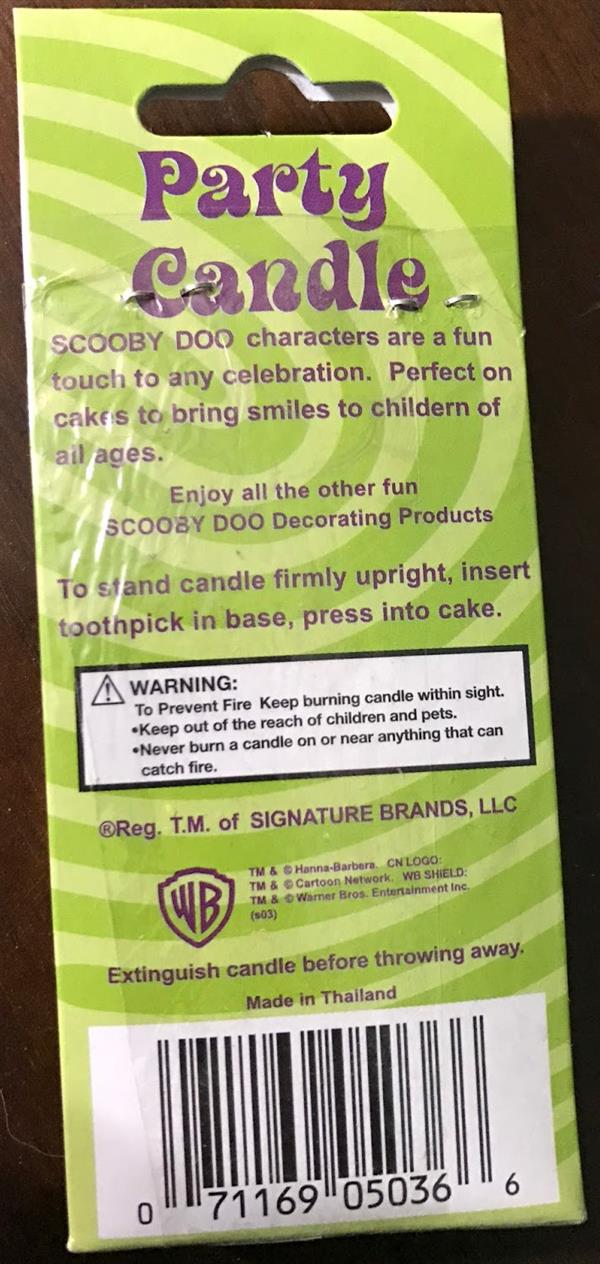 Party
Candle
SCOOBY DOO characters are a fun
touch to any celebration. Perfect on
cakes to bring smiles to childern of
all ages.
Enjoy all the other fun
SCOOBY DOO Decorating Products
To stand candle firmly upright, insert
toothpick in base, press into cake.
WARNING:
To Prevent Fire Keep burning candle within sight.
•Keep out of the reach of children and pets.
•Never burn a candle on or near anything that can
catch fire.
®Reg. T.M. of SIGNATURE BRANDS, LLC
WB
TM & © Hanna-Barbera. CN LOGO:
TM & © Cartoon Network. WB SHIELD:
TM & © Warner Bros. Entertainment Inc.
(s03)
Extinguish candle before throwing away.
Made in Thailand
0 71169 05036 6